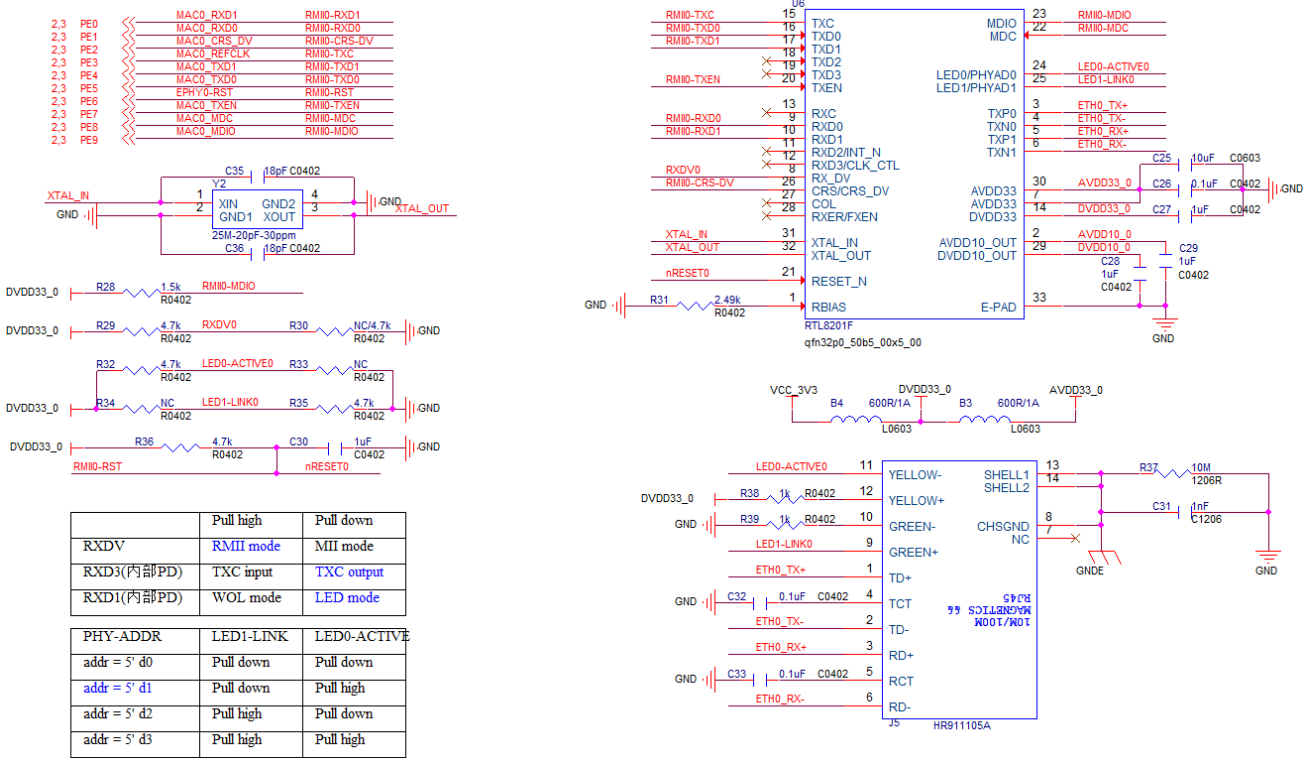 2,3 PE0 MAC0_RXD1 RMII0-RXD1
2,3 PE1 MAC0_RXD0 RMII0-RXD0
2,3 PE2 MAC0_CRS_DV RMII0-CRS-DV
2,3 PE3 MAC0_REFCLK RMII0-TXC
2,3 PE4 MAC0_TXD1 RMII0-TXD1
2,3 PE5 MAC0_TXD0 RMII0-TXD0
2,3 PE6 EPHY0-RST RMII0-RST
2,3 PE7 MAC0_TXEN RMII0-TXEN
2,3 PE8 MAC0_MDC RMII0-MDC
2,3 PE9 MAC0_MDIO RMII0-MDIO
C35 18pF C0402
Y2
XTAL_IN 1 XIN GND2 4 GND
GND 2 GND1 XOUT 3 XTAL_OUT
25M-20pF-30ppm
C36 18pF C0402
DVDD33_0 R28 1.5k R0402 RMII0-MDIO
DVDD33_0 R29 4.7k R0402 RXDV0 R30 NC/4.7k R0402 GND
R32 4.7k R0402 LED0-ACTIVE0 R33 NC R0402
DVDD33_0 R34 NC R0402 LED1-LINK0 R35 4.7k R0402 GND
DVDD33_0 R36 4.7k R0402 C30 1uF C0402 GND
RMII0-RST nRESET0
Pull high Pull down
RXDV RMII mode MII mode
RXD3(内部PD) TXC input TXC output
RXD1(内部PD) WOL mode LED mode
PHY-ADDR LED1-LINK LED0-ACTIVE
addr = 5' d0 Pull down Pull down
addr = 5' d1 Pull down Pull high
addr = 5' d2 Pull high Pull down
addr = 5' d3 Pull high Pull high
U6
RMII0-TXC 15 TXC
RMII0-TXD0 16 TXD0
RMII0-TXD1 17 TXD1
18 TXD2
19 TXD3
RMII0-TXEN 20 TXEN
13 RXC
RMII0-RXD0 9 RXD0
RMII0-RXD1 10 RXD1
11 RXD2/INT_N
12 RXD3/CLK_CTL
RXDV0 8 RX_DV
RMII0-CRS-DV 26 CRS/CRS_DV
27 COL
28 RXER/FXEN
XTAL_IN 31 XTAL_IN
XTAL_OUT 32 XTAL_OUT
nRESET0 21 RESET_N
GND R31 2.49k R0402 1 RBIAS
MDIO 23 RMII0-MDIO
MDC 22 RMII0-MDC
LED0/PHYAD0 24 LED0-ACTIVE0
LED1/PHYAD1 25 LED1-LINK0
TXP0 3 ETH0_TX+
TXN0 4 ETH0_TX-
TXP1 5 ETH0_RX+
TXN1 6 ETH0_RX-
C25 10uF C0603
AVDD33 30 AVDD33_0 C26 0.1uF C0402 GND
AVDD33 7
DVDD33 14 DVDD33_0 C27 1uF C0402
AVDD10_OUT 2 AVDD10_0
DVDD10_OUT 29 DVDD10_0
C29 1uF C0402
C28 1uF C0402
E-PAD 33
GND
RTL8201F
qfn32p0_50b5_00x5_00
VCC_3V3 DVDD33_0 AVDD33_0
B4 600R/1A B3 600R/1A
L0603 L0603
LED0-ACTIVE0 11 YELLOW-
DVDD33_0 R38 1k R0402 12 YELLOW+
GND R39 1k R0402 10 GREEN-
LED1-LINK0 9 GREEN+
ETH0_TX+ 1 TD+
GND C32 0.1uF C0402 4 TCT
ETH0_TX- 2 TD-
ETH0_RX+ 3 RD+
GND C33 0.1uF C0402 5 RCT
ETH0_RX- 6 RD-
SHELL1 13
SHELL2 14
CHSGND 8
NC 7
10M/100M
MAGNETICS &&
RJ45
J5 HR911105A
R37 10M
1206R
C31 1nF
C1206
GNDE GND